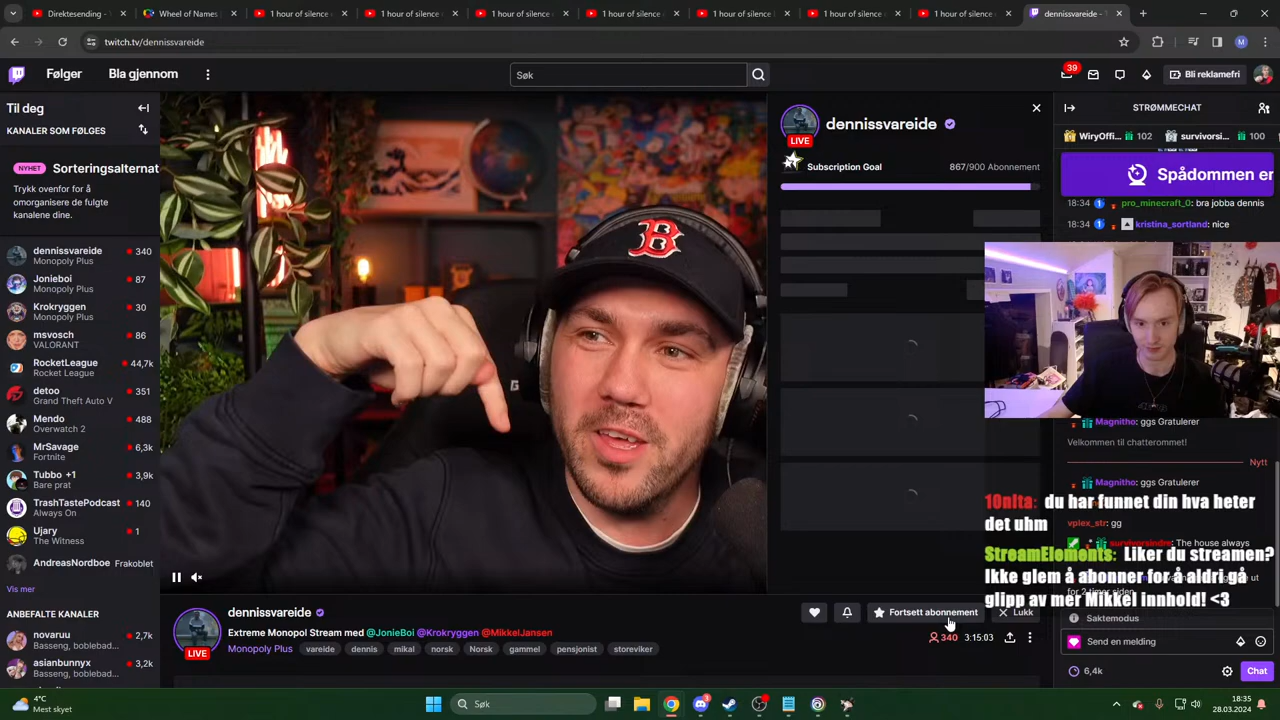 Direktesending - Y
Wheel of Names |
1 hour of silence o
1 hour of silence o
1 hour of silence o
1 hour of silence o
1 hour of silence b
1 hour of silence o
1 hour of silence o
dennissvareide - T
twitch.tv/dennissvareide
Følger
Bla gjennom
Søk
39
Bli reklamefri
Til deg
KANALER SOM FØLGES
NYHET
Sorteringsalternat
Trykk ovenfor for å
omorganisere de fulgte
kanalene dine.
dennissvareide
340
Monopoly Plus
Jonieboi
87
Monopoly Plus
Krokryggen
30
Monopoly Plus
msvosch
86
VALORANT
RocketLeague
44,7k
Rocket League
detoo
351
Grand Theft Auto V
Mendo
488
Overwatch 2
MrSavage
6,3k
Fortnite
Tubbo +1
3,9k
Bare prat
TrashTastePodcast
140
Always On
Ujary
1
The Witness
AndreasNordboe
Frakoblet
Vis mer
ANBEFALTE KANALER
novaruu
2,7k
Basseng, boblebad...
asianbunnyx
3,2k
Basseng, boblebad...
B
dennissvareide
LIVE
Subscription Goal
867/900 Abonnement
STRØMMECHAT
WiryOffi...
102
survivorsi...
100
Spådommen er
18:34
pro_minecraft_0: bra jobba
dennis
18:34
kristina_sortland: nice
Magnitho: ggs Gratulerer
Velkommen til chatterommet!
Nytt
Magnitho: ggs Gratulerer
10nIta: du har funnet din hva heter
det uhm
vplex_str: gg
survivorsindre: The house always
StreamElements: Liker du streamen?
Ikke glem å abonner for å aldri gå
glipp av mer Mikkel innhold! <3
Saktemodus
Send en melding
6,4k
Chat
dennissvareide
LIVE
Extreme Monopol Stream med @JonieBoi @Krokryggen @MikkelJansen
Monopoly Plus
vareide
dennis
mikal
norsk
Norsk
gammel
pensjonist
storeviker
Fortsett abonnement
Lukk
340
3:15:03
4°C
Mest skyet
Søk
18:35
28.03.2024